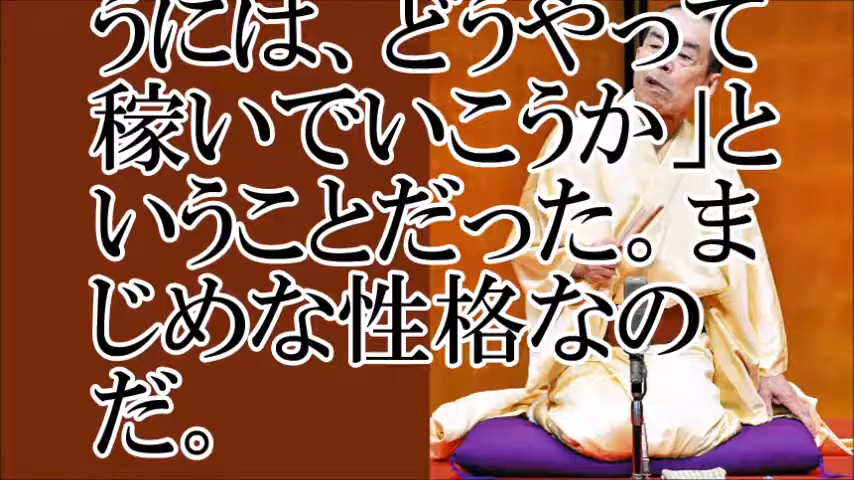 うには、どうやって
稼いでいこうか」と
いうことだった。ま
じめな性格なの
だ。